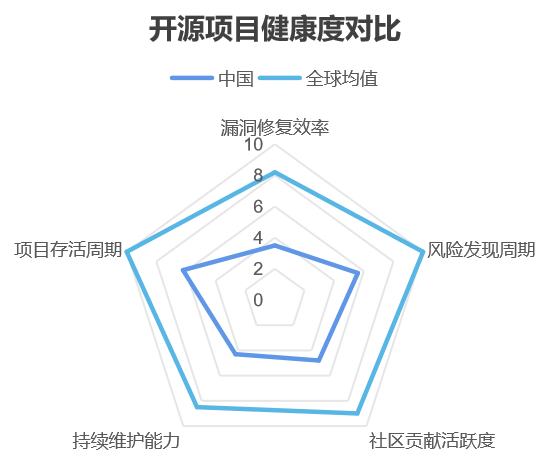 开源项目健康度对比
中国 全球均值
漏洞修复效率
10
8
6
4
2
0
项目存活周期
风险发现周期
持续维护能力
社区贡献活跃度